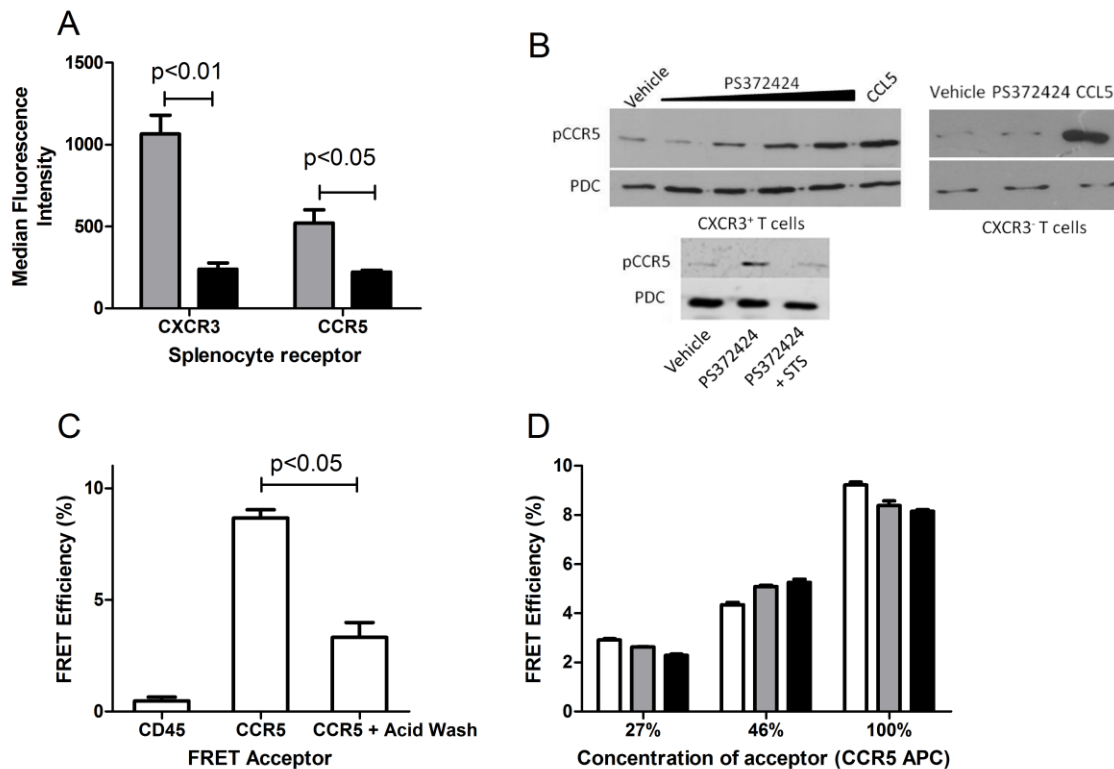 A
1500
1000
500
0
Median Fluorescence
Intensity
p<0.01
p<0.05
CXCR3
CCR5
Splenocyte receptor
B
Vehicle
PS372424
CCL5
pCCR5
PDC
CXCR3⁺ T cells
Vehicle PS372424 CCL5
CXCR3⁻ T cells
pCCR5
PDC
Vehicle
PS372424
PS372424
+ STS
C
10
5
0
FRET Efficiency (%)
p<0.05
CD45
CCR5
CCR5 + Acid Wash
FRET Acceptor
D
10
8
6
4
2
0
FRET Efficiency (%)
27%
46%
100%
Concentration of acceptor (CCR5 APC)